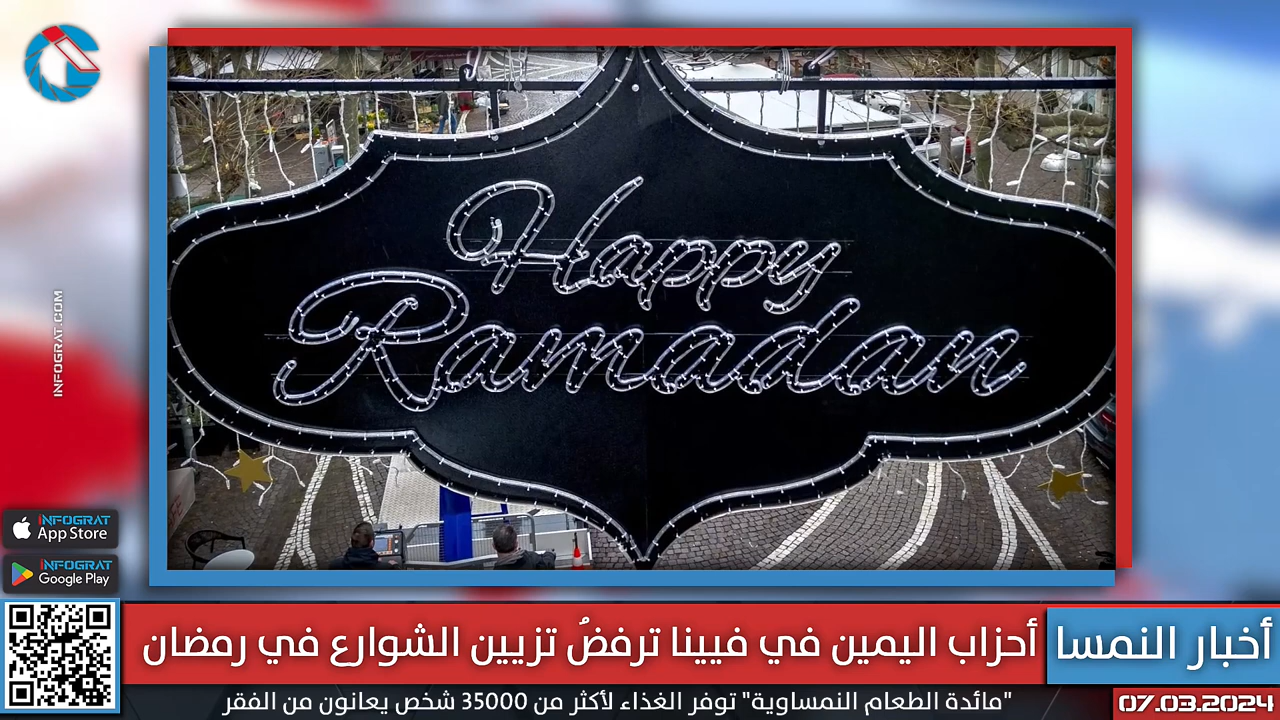 Happy
Ramadan
INFOGRAT.COM
INFOGRAT
App Store
INFOGRAT
Google Play
أخبار النمسا
أحزاب اليمين في فيينا ترفضُ تزيين الشوارع في رمضان
"مائدة الطعام النمساوية" توفر الغذاء لأكثر من 35000 شخص يعانون من الفقر
07.03.2024